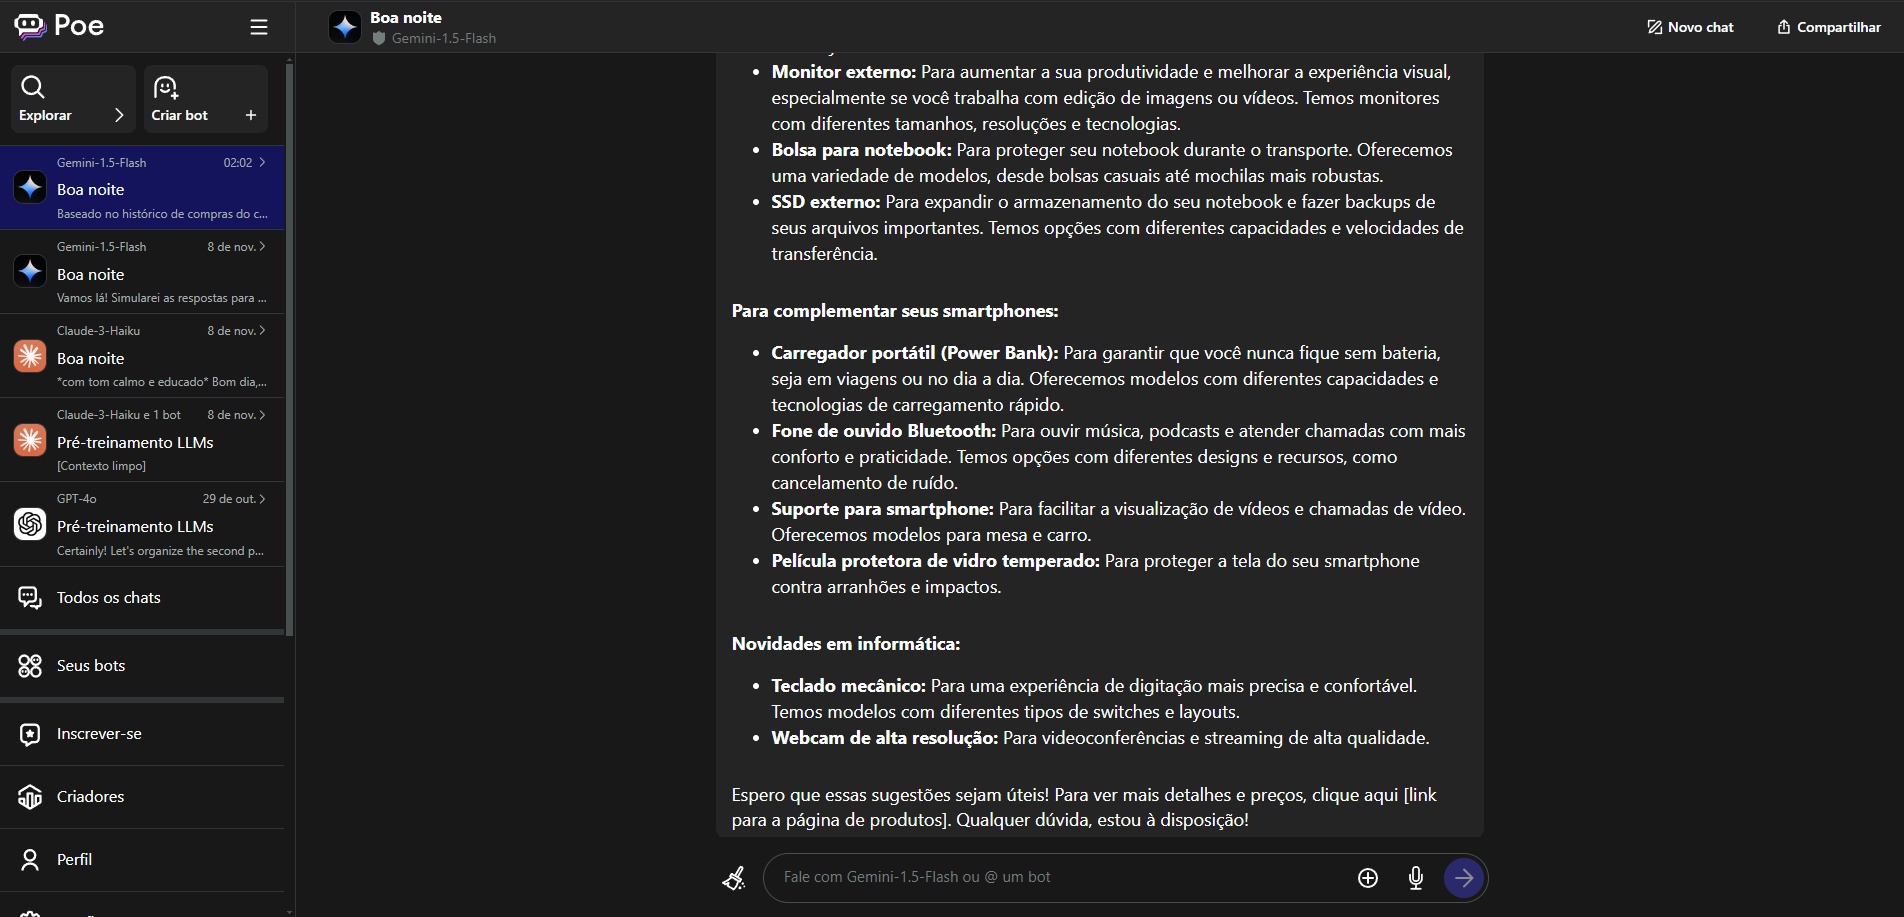 Poe
Explorar
Criar bot
Gemini-1.5-Flash 02:02
Boa noite
Baseado no histórico de compras do c...
Gemini-1.5-Flash 8 de nov.
Boa noite
Vamos lá! Simularei as respostas para ...
Claude-3-Haiku 8 de nov.
Boa noite
*com tom calmo e educado* Bom dia,...
Claude-3-Haiku e 1 bot 8 de nov.
Pré-treinamento LLMs
[Contexto limpo]
GPT-4o 29 de out.
Pré-treinamento LLMs
Certainly! Let's organize the second p...
Todos os chats
Seus bots
Inscrever-se
Criadores
Perfil
Boa noite
Gemini-1.5-Flash
Novo chat
Compartilhar
• Monitor externo: Para aumentar a sua produtividade e melhorar a experiência visual,
especialmente se você trabalha com edição de imagens ou vídeos. Temos monitores
com diferentes tamanhos, resoluções e tecnologias.
• Bolsa para notebook: Para proteger seu notebook durante o transporte. Oferecemos
uma variedade de modelos, desde bolsas casuais até mochilas mais robustas.
• SSD externo: Para expandir o armazenamento do seu notebook e fazer backups de
seus arquivos importantes. Temos opções com diferentes capacidades e velocidades de
transferência.
Para complementar seus smartphones:
• Carregador portátil (Power Bank): Para garantir que você nunca fique sem bateria,
seja em viagens ou no dia a dia. Oferecemos modelos com diferentes capacidades e
tecnologias de carregamento rápido.
• Fone de ouvido Bluetooth: Para ouvir música, podcasts e atender chamadas com mais
conforto e praticidade. Temos opções com diferentes designs e recursos, como
cancelamento de ruído.
• Suporte para smartphone: Para facilitar a visualização de vídeos e chamadas de vídeo.
Oferecemos modelos para mesa e carro.
• Película protetora de vidro temperado: Para proteger a tela do seu smartphone
contra arranhões e impactos.
Novidades em informática:
• Teclado mecânico: Para uma experiência de digitação mais precisa e confortável.
Temos modelos com diferentes tipos de switches e layouts.
• Webcam de alta resolução: Para videoconferências e streaming de alta qualidade.
Espero que essas sugestões sejam úteis! Para ver mais detalhes e preços, clique aqui [link
para a página de produtos]. Qualquer dúvida, estou à disposição!
Fale com Gemini-1.5-Flash ou @ um bot